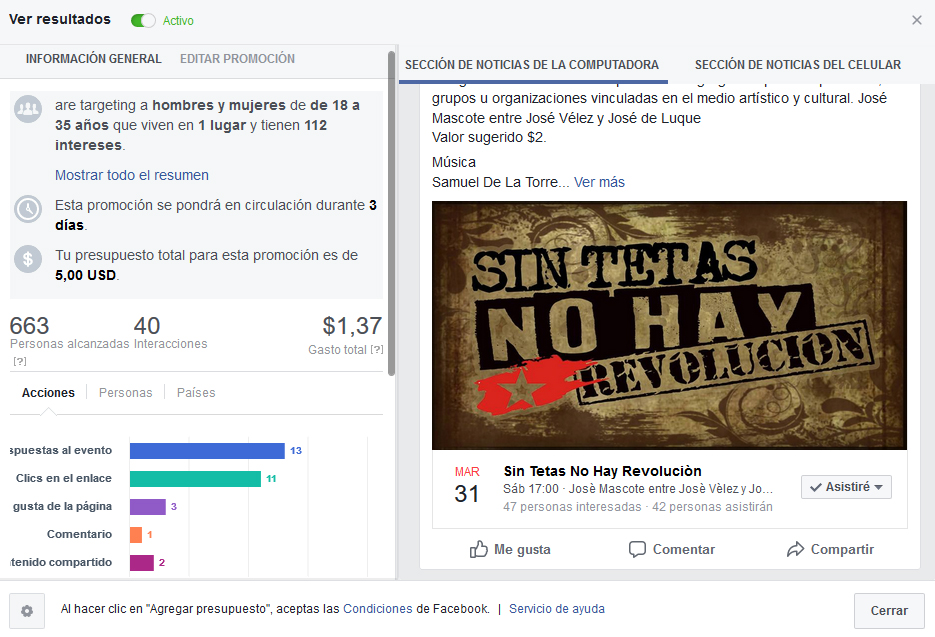 Ver resultados
Activo
INFORMACIÓN GENERAL
EDITAR PROMOCIÓN
are targeting a hombres y mujeres de de 18 a
35 años que viven en 1 lugar y tienen 112
intereses.
Mostrar todo el resumen
Esta promoción se pondrá en circulación durante 3
días.
Tu presupuesto total para esta promoción es de
5,00 USD.
663
Personas alcanzadas
[?]
40
Interacciones
$1,37
Gasto total [?]
Acciones
Personas
Países
spuestas al evento 13
Clics en el enlace 11
gusta de la página 3
Comentario 1
tenido compartido 2
SECCIÓN DE NOTICIAS DE LA COMPUTADORA
SECCIÓN DE NOTICIAS DEL CELULAR
grupos u organizaciones vinculadas en el medio artístico y cultural. José
Mascote entre José Vélez y José de Luque
Valor sugerido $2.
Música
Samuel De La Torre... Ver más
SIN TETAS
NO HAY
REVOLUCION
MAR
31
Sin Tetas No Hay Revoluciòn
Sáb 17:00 · Josè Mascote entre Josè Vèlez y Jo...
47 personas interesadas · 42 personas asistirán
Asistiré
Me gusta
Comentar
Compartir
Al hacer clic en "Agregar presupuesto", aceptas las Condiciones de Facebook. | Servicio de ayuda
Cerrar